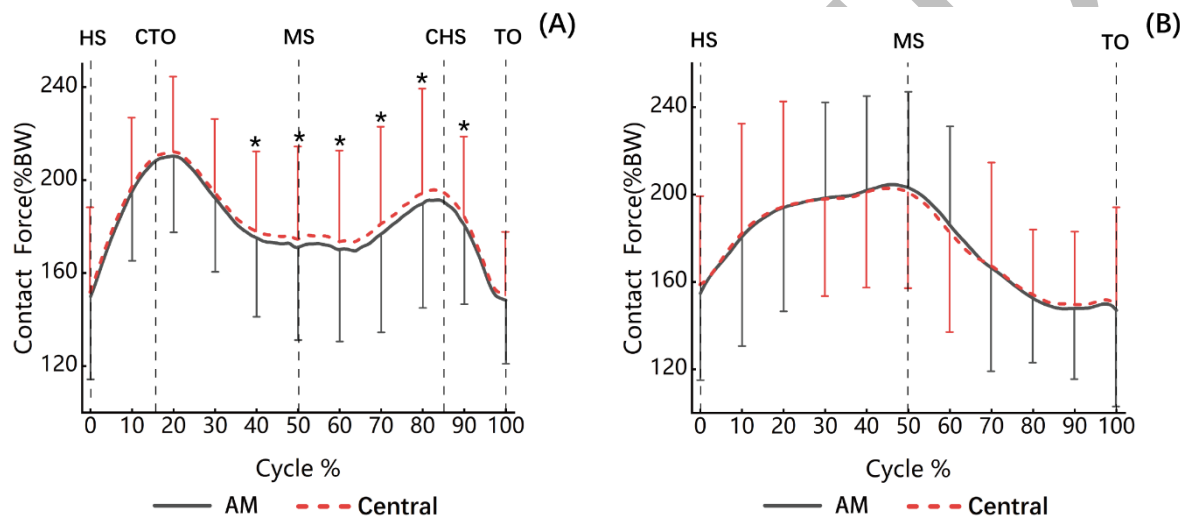 (A)
HS CTO MS CHS TO
Contact Force(%BW)
240
200
160
120
* * * * * *
0 10 20 30 40 50 60 70 80 90 100
Cycle %
AM Central
(B)
HS MS TO
Contact Force(%BW)
240
200
160
120
0 10 20 30 40 50 60 70 80 90 100
Cycle %
AM Central